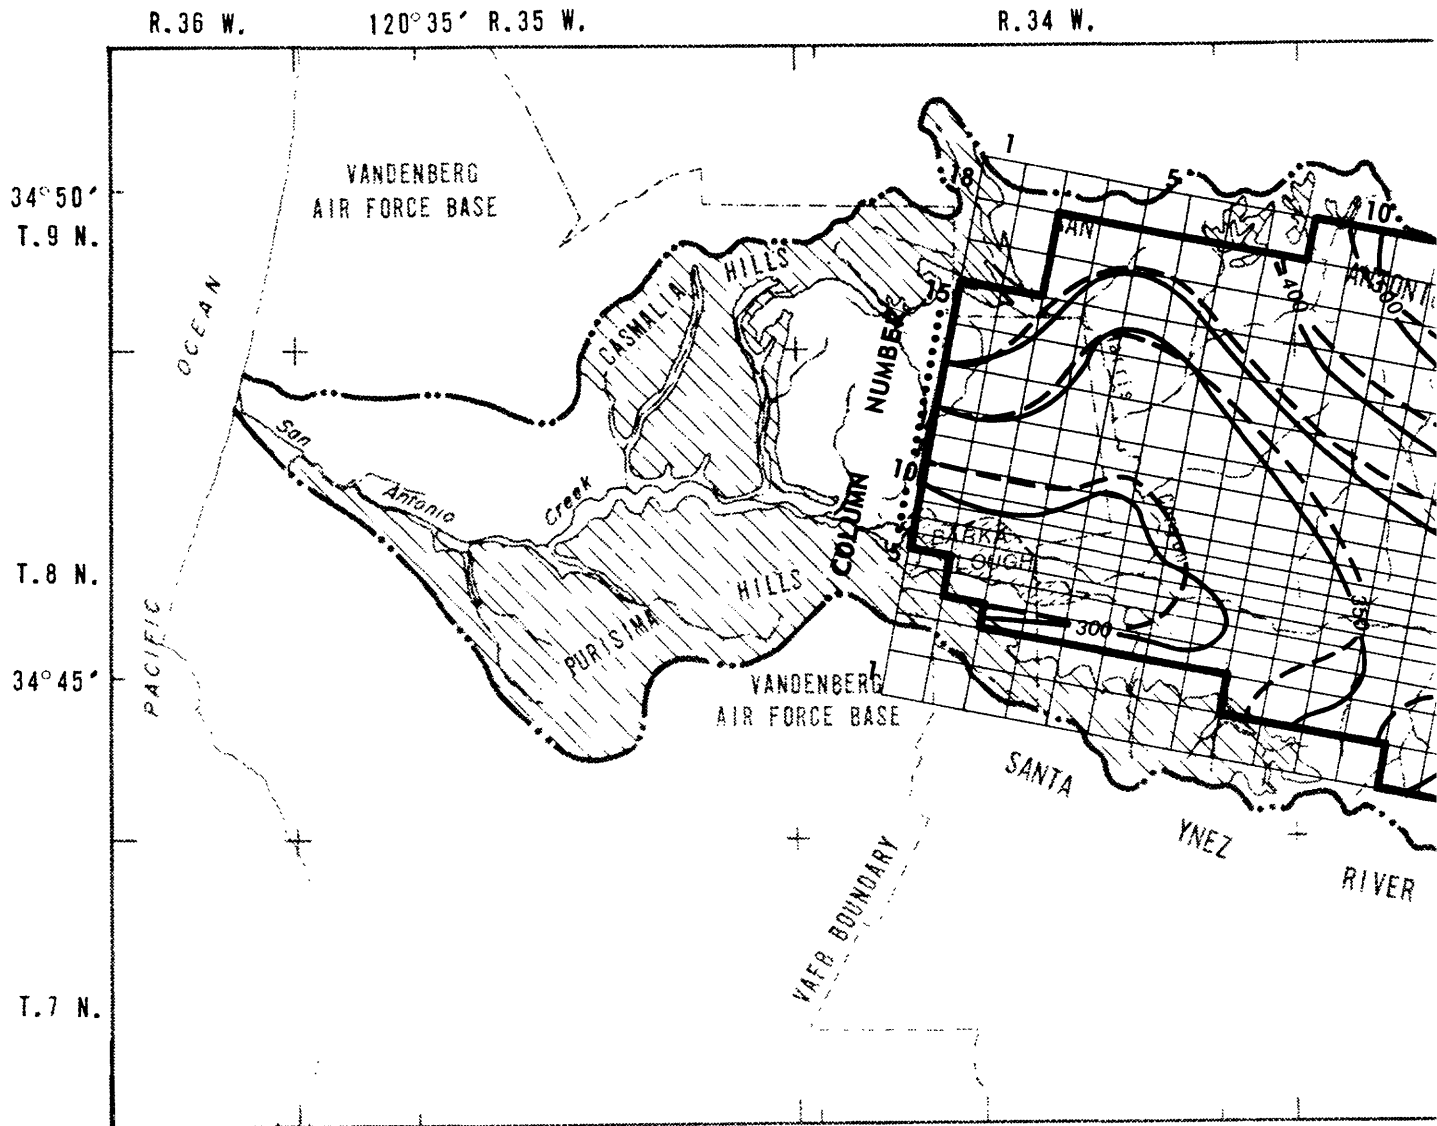 R.36 W.
120°35′ R.35 W.
R.34 W.
1
VANDENBERG
AIR FORCE BASE
34°50′
T.9 N.
18
5
10
HILLS
CASMALIA
15
400
OCEAN
NUMBER
San
Antonio
Creek
10
COLUMN
5
BARKA
SLOUGH
T.8 N.
HILLS
PURISIMA
300
350
PACIFIC
34°45′
1
VANDENBERG
AIR FORCE BASE
SANTA
YNEZ
RIVER
VAFB BOUNDARY
T.7 N.